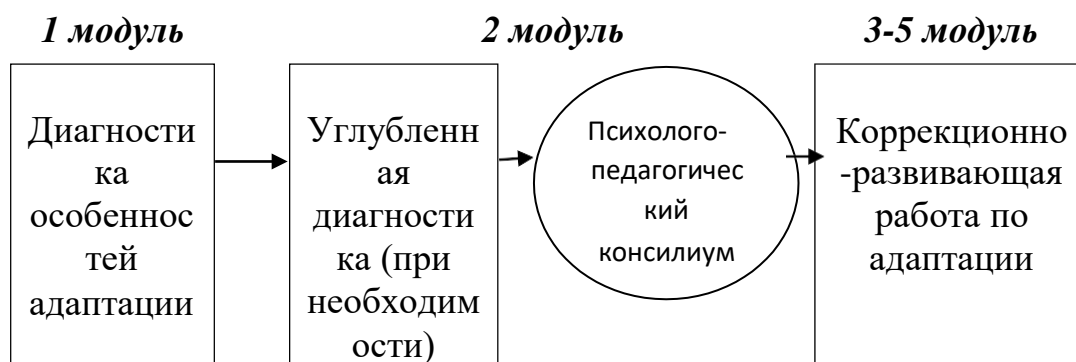 1 модуль
2 модуль
3-5 модуль
Диагности
ка
особеннос
тей
адаптации
Углубленн
ая
диагности
ка (при
необходим
ости)
Психолого-
педагогичес
кий
консилиум
Коррекционно
-развивающая
работа по
адаптации